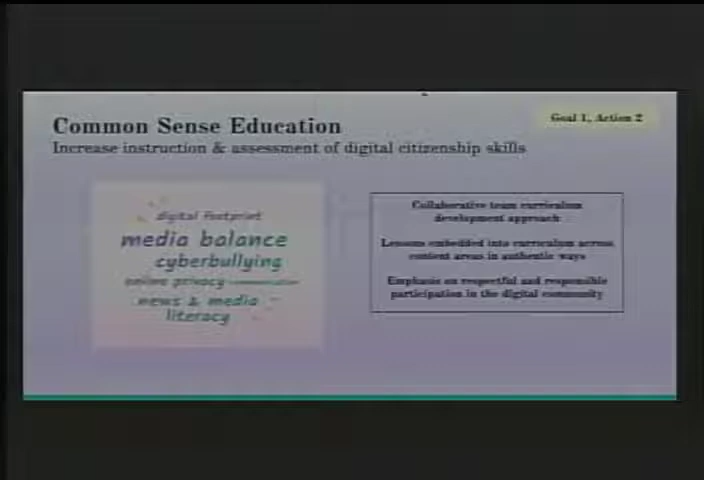 Common Sense Education
Goal 1, Action 2
Increase instruction & assessment of digital citizenship skills
digital footprint
media balance
cyberbullying
online privacy
news & media
literacy
Collaborative team curriculum
development approach
Lessons embedded into curriculum across
content areas in authentic ways
Emphasis on respectful and responsible
participation in the digital community